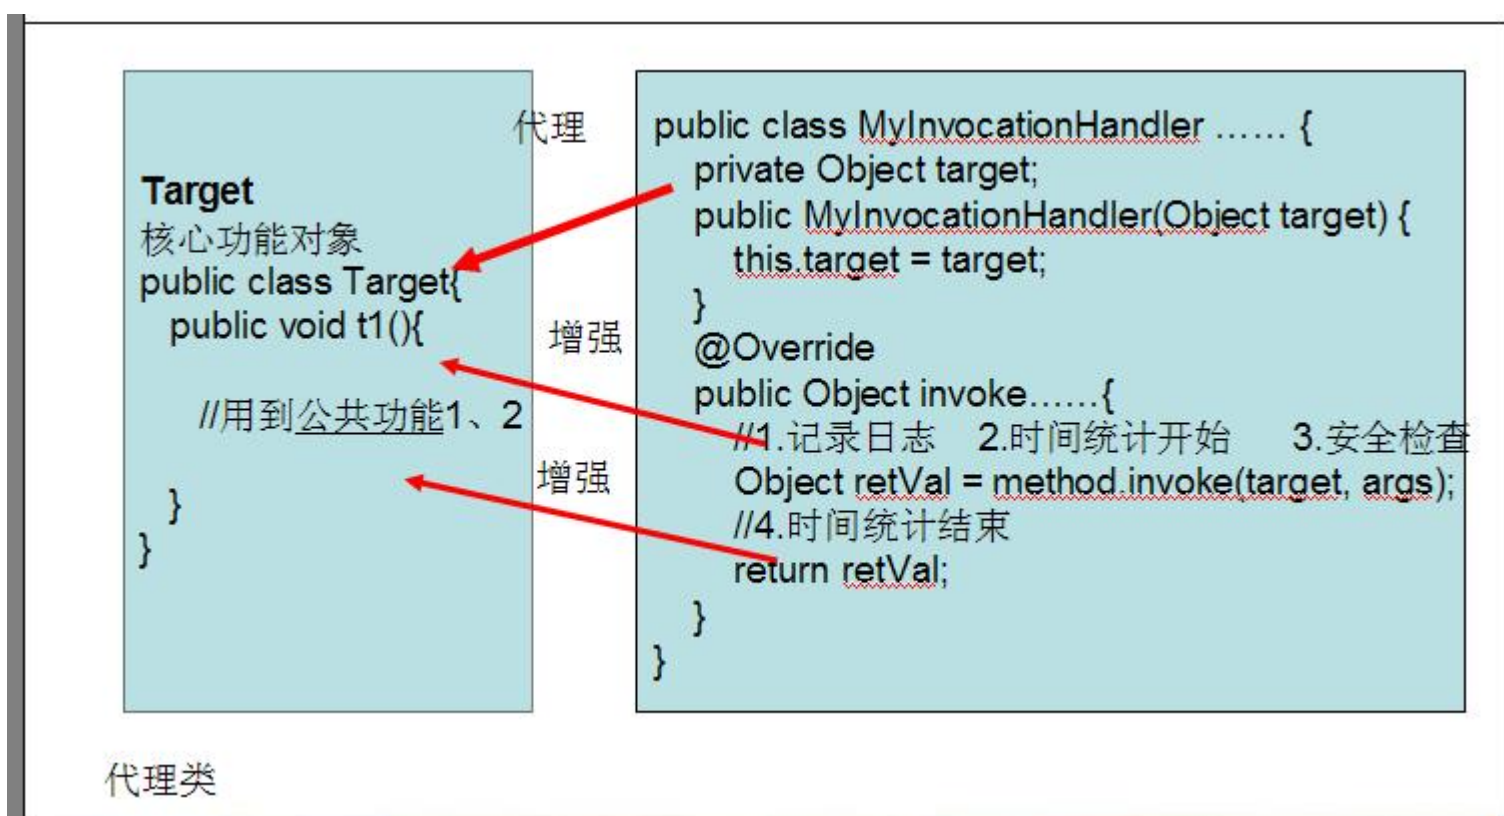 Target
核心功能对象
public class Target{
public void t1(){
//用到公共功能1、2
}
}
代理
增强
增强
public class MyInvocationHandler …… {
private Object target;
public MyInvocationHandler(Object target) {
this.target = target;
}
@Override
public Object invoke……{
//1.记录日志 2.时间统计开始 3.安全检查
Object retVal = method.invoke(target, args);
//4.时间统计结束
return retVal;
}
}
代理类